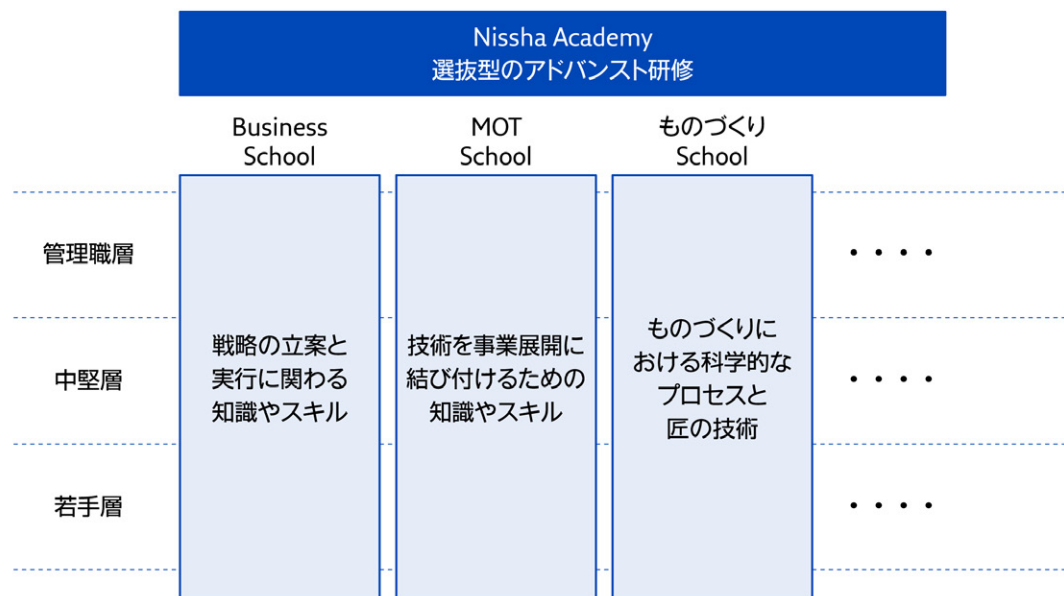 Nissha Academy
選抜型のアドバンスト研修
Business
School
MOT
School
ものづくり
School
管理職層
・・・・
戦略の立案と
実行に関わる
知識やスキル
技術を事業展開に
結び付けるための
知識やスキル
ものづくりに
おける科学的な
プロセスと
匠の技術
中堅層
・・・・
若手層
・・・・